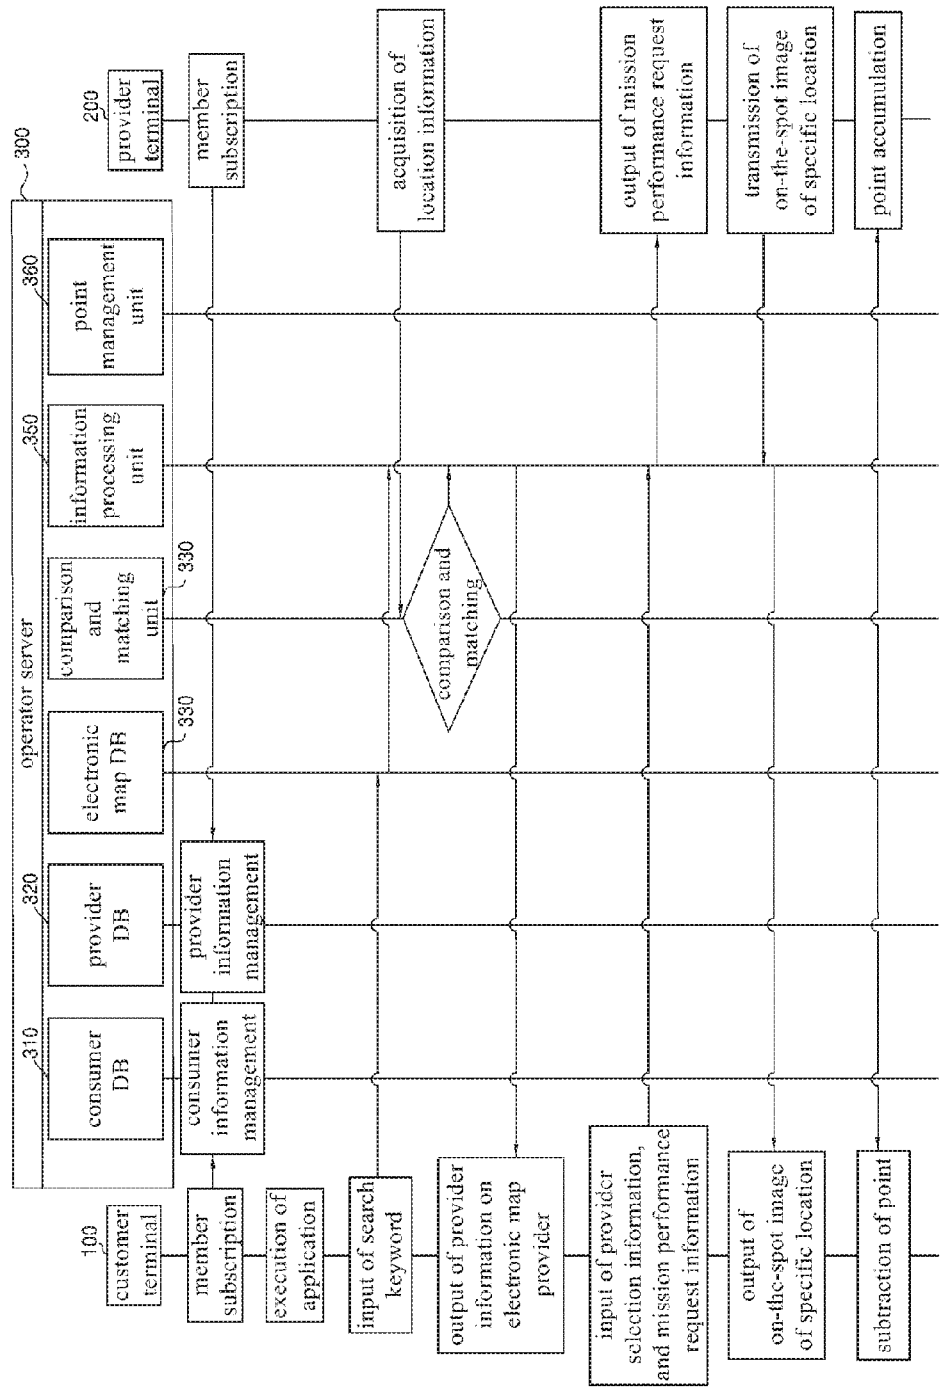 operator server
300
100
customer
terminal
310
consumer
DB
320
provider
DB
330
electronic
map DB
330
comparison
and
matching
unit
350
information
processing
unit
360
point
management
unit
200
provider
terminal
member
subscription
consumer
information
management
provider
information
management
member
subscription
execution of
application
input of search
keyword
acquisition of
location information
comparison and
matching
output of provider
information on
electronic map
provider
input of provider
selection information,
and mission performance
request information
output of mission
performance request
information
output of
on-the-spot image
of specific location
transmission of
on-the-spot image
of specific location
subtraction of point
point accumulation